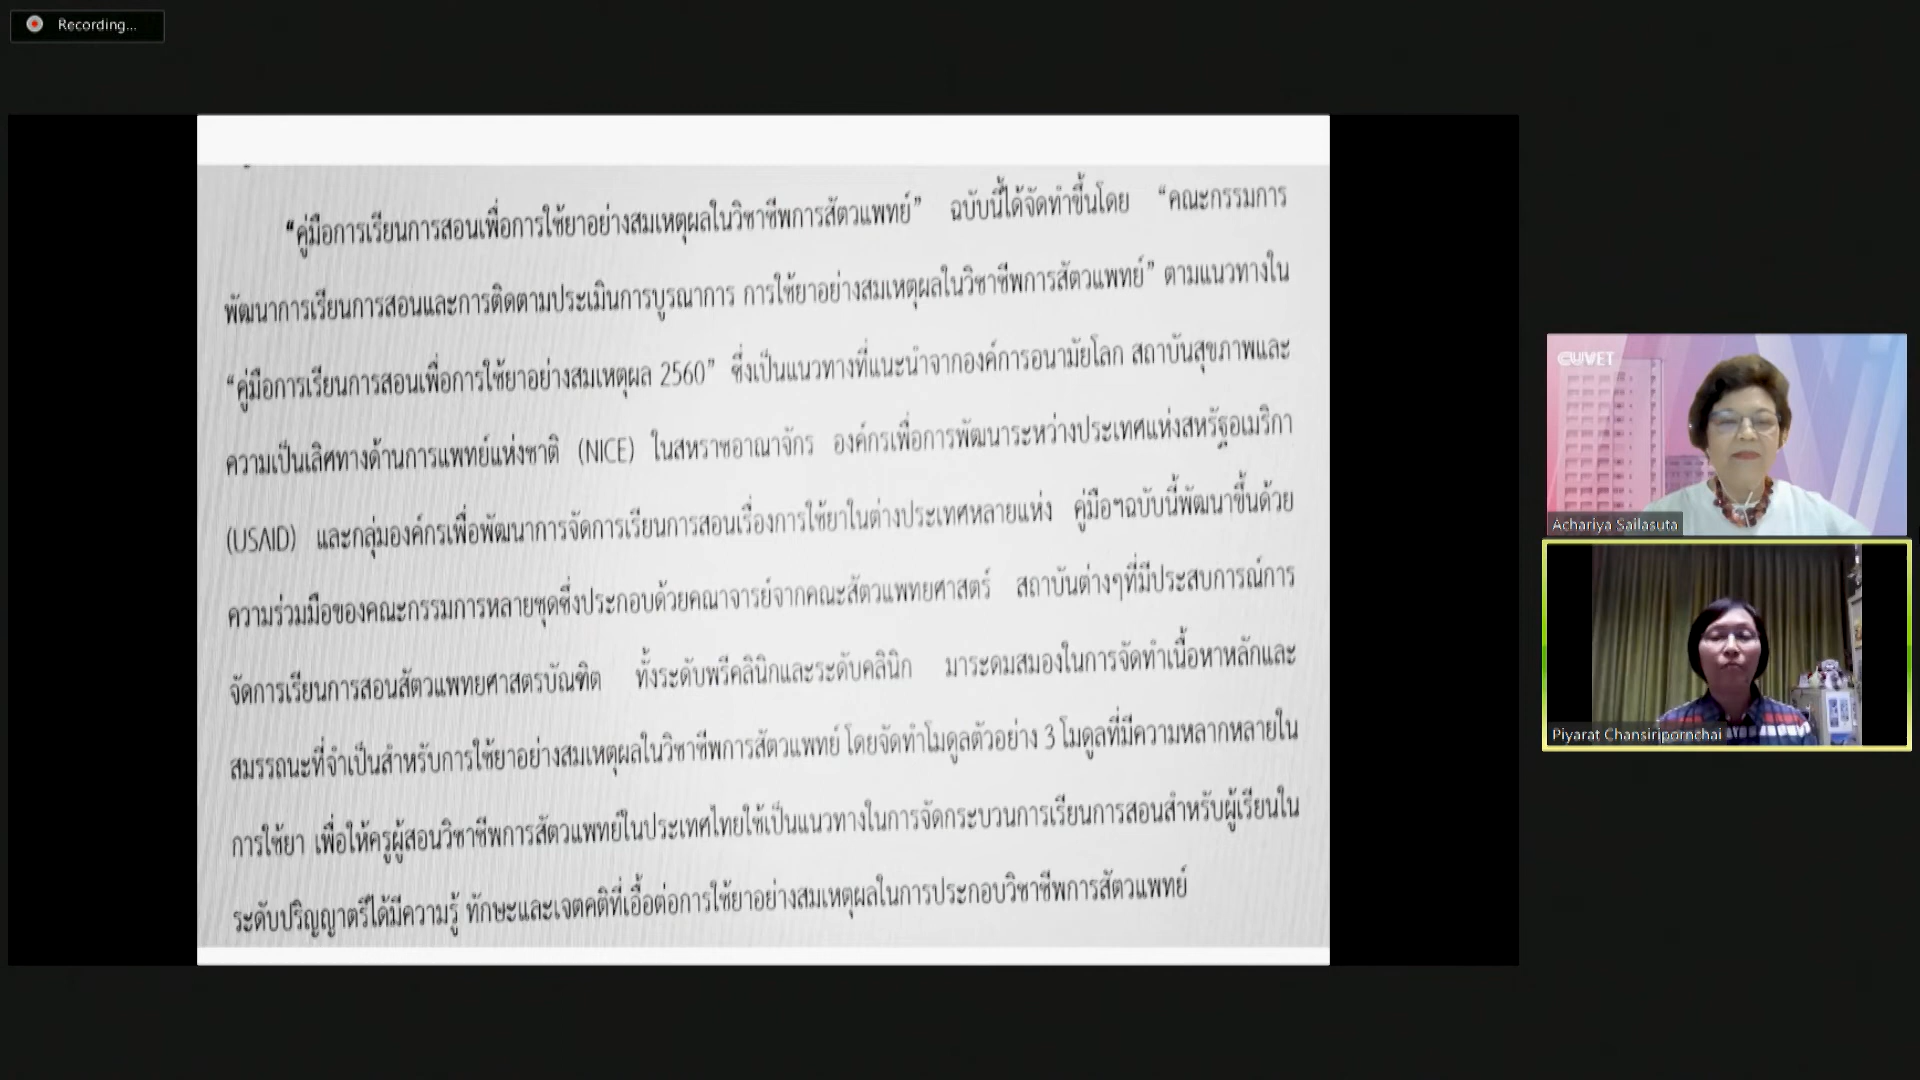 Recording...
“คู่มือการเรียนการสอนเพื่อการใช้ยาอย่างสมเหตุผลในวิชาชีพการสัตวแพทย์” ฉบับนี้ได้จัดทำขึ้นโดย “คณะกรรมการ
พัฒนาการเรียนการสอนและการติดตามประเมินการบูรณาการ การใช้ยาอย่างสมเหตุผลในวิชาชีพการสัตวแพทย์” ตามแนวทางใน
“คู่มือการเรียนการสอนเพื่อการใช้ยาอย่างสมเหตุผล 2560” ซึ่งเป็นแนวทางที่แนะนำจากองค์การอนามัยโลก สถาบันสุขภาพและ
ความเป็นเลิศทางด้านการแพทย์แห่งชาติ (NICE) ในสหราชอาณาจักร องค์กรเพื่อการพัฒนาระหว่างประเทศแห่งสหรัฐอเมริกา
(USAID) และกลุ่มองค์กรเพื่อพัฒนาการจัดการเรียนการสอนเรื่องการใช้ยาในต่างประเทศหลายแห่ง คู่มือฯฉบับนี้พัฒนาขึ้นด้วย
ความร่วมมือของคณะกรรมการหลายชุดซึ่งประกอบด้วยคณาจารย์จากคณะสัตวแพทยศาสตร์ สถาบันต่างๆที่มีประสบการณ์การ
จัดการเรียนการสอนสัตวแพทยศาสตรบัณฑิต ทั้งระดับพรีคลินิกและระดับคลินิก มาระดมสมองในการจัดทำเนื้อหาหลักและ
สมรรถนะที่จำเป็นสำหรับการใช้ยาอย่างสมเหตุผลในวิชาชีพการสัตวแพทย์ โดยจัดทำโมดูลตัวอย่าง 3 โมดูลที่มีความหลากหลายใน
การใช้ยา เพื่อให้ครูผู้สอนวิชาชีพการสัตวแพทย์ในประเทศไทยใช้เป็นแนวทางในการจัดกระบวนการเรียนการสอนสำหรับผู้เรียนใน
ระดับปริญญาตรีได้มีความรู้ ทักษะและเจตคติที่เอื้อต่อการใช้ยาอย่างสมเหตุผลในการประกอบวิชาชีพการสัตวแพทย์
CUVET
Achariya Sailasuta
Piyarat Chansiripornchai